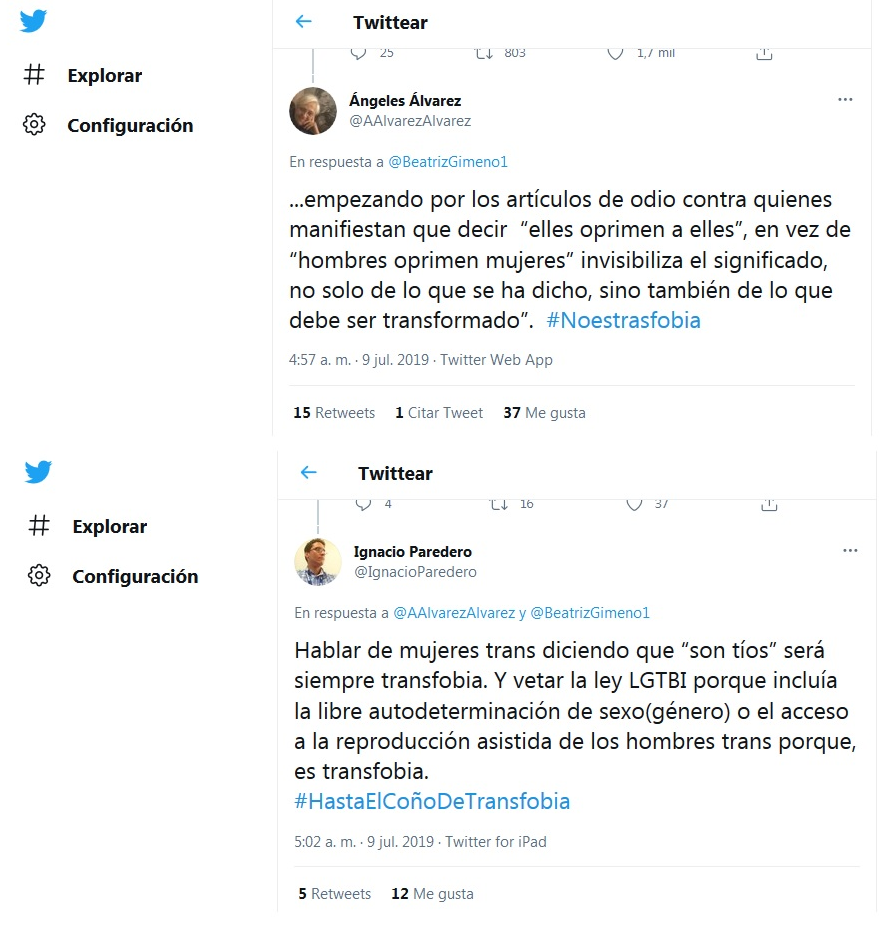 Twittear
Explorar
Configuración
25 803 1,7 mil
Ángeles Álvarez
@AAlvarezAlvarez
En respuesta a @BeatrizGimeno1
...empezando por los artículos de odio contra quienes
manifiestan que decir “elles oprimen a elles”, en vez de
“hombres oprimen mujeres” invisibiliza el significado,
no solo de lo que se ha dicho, sino también de lo que
debe ser transformado”. #Noestrasfobia
4:57 a. m. · 9 jul. 2019 · Twitter Web App
15 Retweets 1 Citar Tweet 37 Me gusta
Twittear
Explorar
Configuración
4 16 37
Ignacio Paredero
@IgnacioParedero
En respuesta a @AAlvarezAlvarez y @BeatrizGimeno1
Hablar de mujeres trans diciendo que “son tíos” será
siempre transfobia. Y vetar la ley LGTBI porque incluía
la libre autodeterminación de sexo(género) o el acceso
a la reproducción asistida de los hombres trans porque,
es transfobia.
#HastaElCoñoDeTransfobia
5:02 a. m. · 9 jul. 2019 · Twitter for iPad
5 Retweets 12 Me gusta